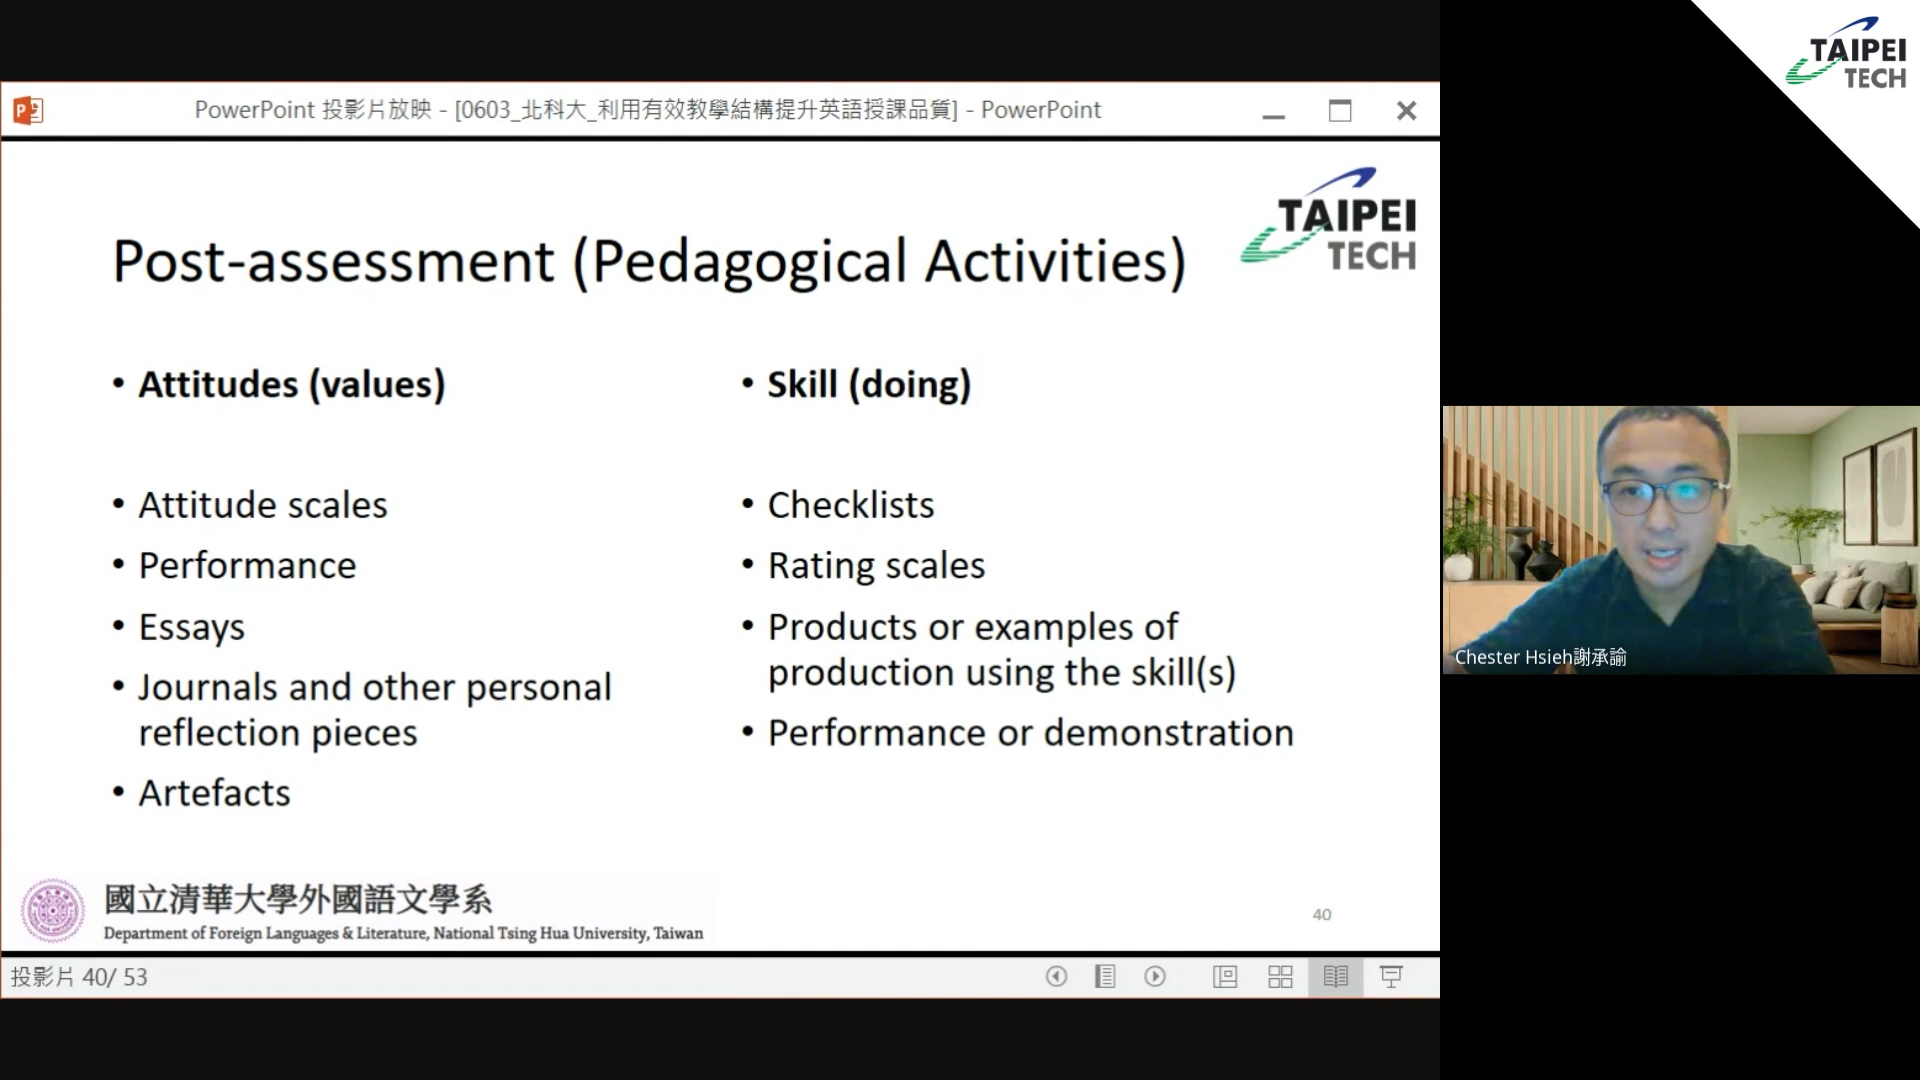 PowerPoint 投影片放映 - [0603_北科大_利用有效教學結構提升英語授課品質] - PowerPoint
TAIPEI
TECH
Post-assessment (Pedagogical Activities)
• Attitudes (values)
• Attitude scales
• Performance
• Essays
• Journals and other personal
reflection pieces
• Artefacts
• Skill (doing)
• Checklists
• Rating scales
• Products or examples of
production using the skill(s)
• Performance or demonstration
國立清華大學外國語文學系
Department of Foreign Languages & Literature, National Tsing Hua University, Taiwan
40
投影片 40/ 53
TAIPEI
TECH
Chester Hsieh謝承諭